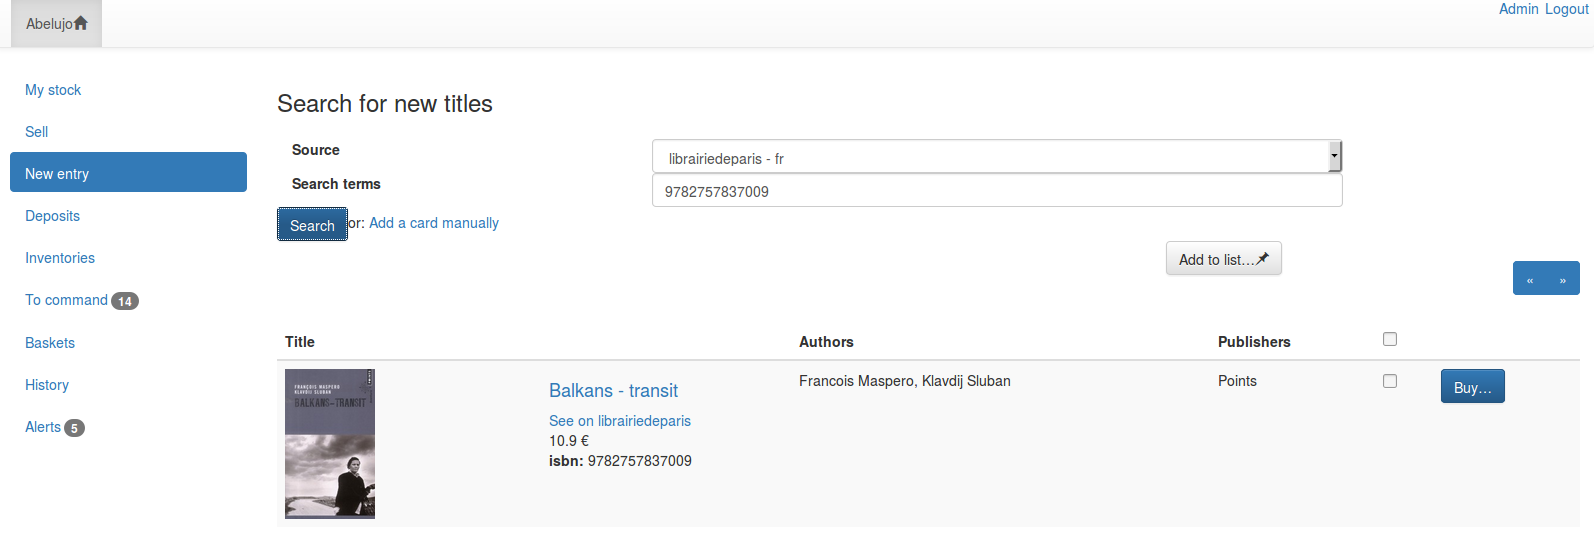 Abelujo
Admin Logout
My stock
Sell
New entry
Deposits
Inventories
To command 14
Baskets
History
Alerts 5
Search for new titles
Source
librairiedeparis - fr
Search terms
9782757837009
Search or: Add a card manually
Add to list...
« »
Title Authors Publishers
FRANÇOIS MASPERO
KLAVDIJ SLUBAN
BALKANS-TRANSIT
Balkans - transit
See on librairiedeparis
10.9 €
isbn: 9782757837009
Francois Maspero, Klavdij Sluban
Points
Buy...